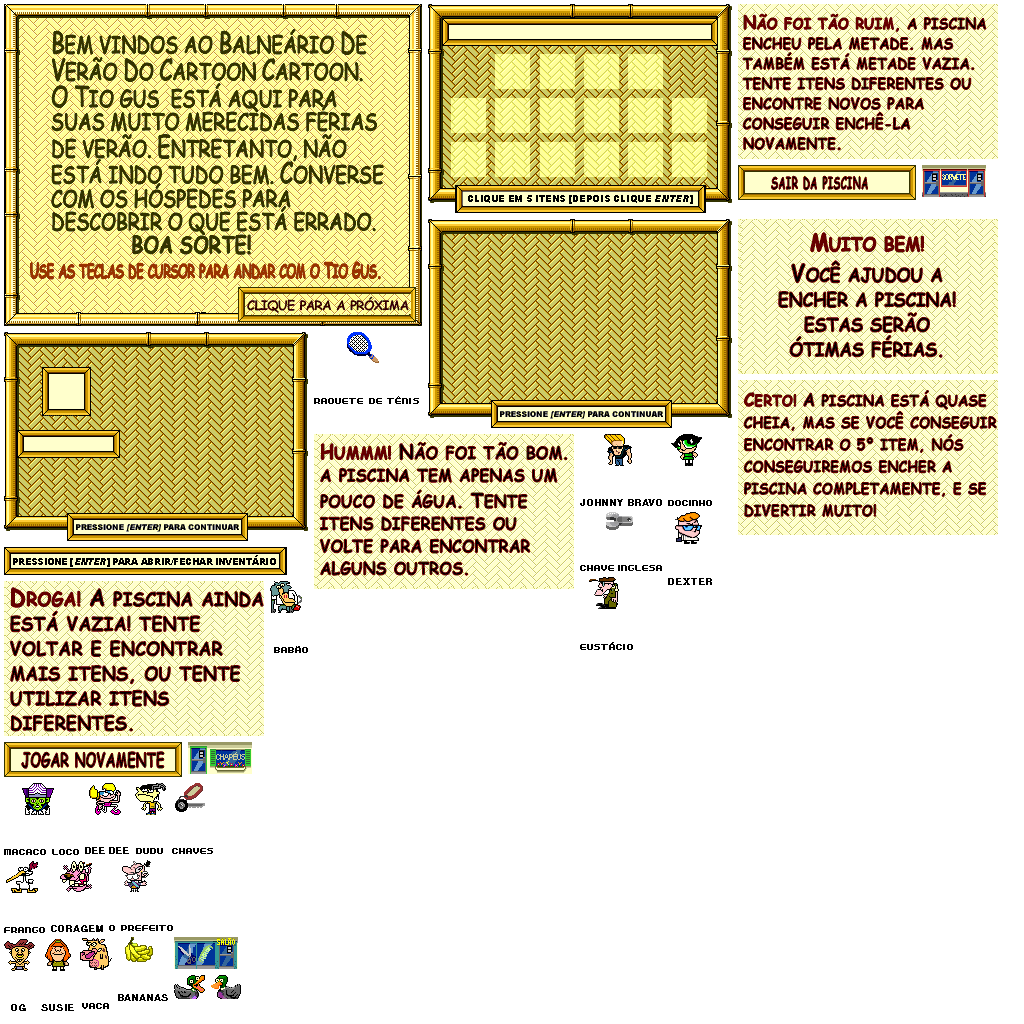 BEM VINDOS AO BALNEÁRIO DE
VERÃO DO CARTOON CARTOON.
O TIO GUS ESTÁ AQUI PARA
SUAS MUITO MERECIDAS FÉRIAS
DE VERÃO. ENTRETANTO, NÃO
ESTÁ INDO TUDO BEM. CONVERSE
COM OS HÓSPEDES PARA
DESCOBRIR O QUE ESTÁ ERRADO.
BOA SORTE!
USE AS TECLAS DE CURSOR PARA ANDAR COM O TIO GUS.
CLIQUE PARA A PRÓXIMA
CLIQUE EM 5 ITENS [DEPOIS CLIQUE ENTER]
NÃO FOI TÃO RUIM, A PISCINA
ENCHEU PELA METADE. MAS
TAMBÉM ESTÁ METADE VAZIA.
TENTE ITENS DIFERENTES OU
ENCONTRE NOVOS PARA
CONSEGUIR ENCHÊ-LA
NOVAMENTE.
SAIR DA PISCINA
SORVETE
MUITO BEM!
VOCÊ AJUDOU A
ENCHER A PISCINA!
ESTAS SERÃO
ÓTIMAS FÉRIAS.
RAQUETE DE TÊNIS
PRESSIONE [ENTER] PARA CONTINUAR
CERTO! A PISCINA ESTÁ QUASE
CHEIA, MAS SE VOCÊ CONSEGUIR
ENCONTRAR O 5º ITEM, NÓS
CONSEGUIREMOS ENCHER A
PISCINA COMPLETAMENTE, E SE
DIVERTIR MUITO!
PRESSIONE [ENTER] PARA CONTINUAR
HUMMM! NÃO FOI TÃO BOM.
A PISCINA TEM APENAS UM
POUCO DE ÁGUA. TENTE
ITENS DIFERENTES OU
VOLTE PARA ENCONTRAR
ALGUNS OUTROS.
JOHNNY BRAVO DOCINHO
CHAVE INGLESA
DEXTER
EUSTÁCIO
PRESSIONE [ENTER] PARA ABRIR/FECHAR INVENTÁRIO
DROGA! A PISCINA AINDA
ESTÁ VAZIA! TENTE
VOLTAR E ENCONTRAR
MAIS ITENS, OU TENTE
UTILIZAR ITENS
DIFERENTES.
BABÃO
JOGAR NOVAMENTE
CHAPÉUS
MACACO LOCO DEE DEE DUDU CHAVES
FRANGO CORAGEM O PREFEITO
SALÃO
OG SUSIE VACA BANANAS